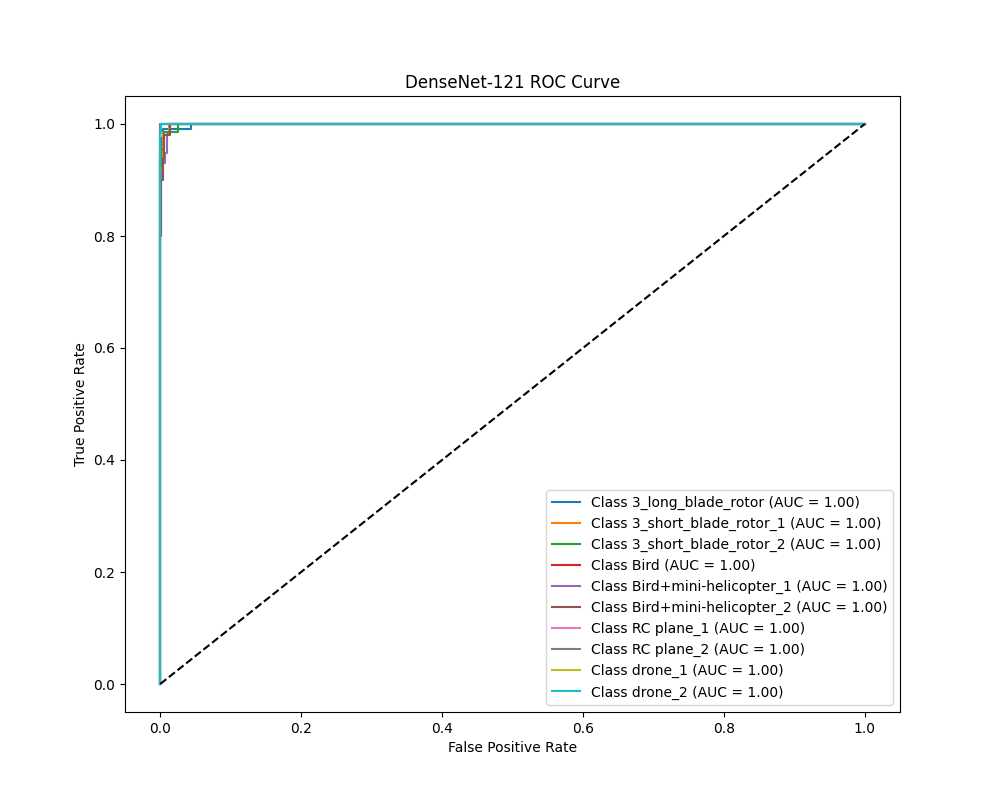 DenseNet-121 ROC Curve
1.0
0.8
0.6
0.4
0.2
0.0
True Positive Rate
Class 3_long_blade_rotor (AUC = 1.00)
Class 3_short_blade_rotor_1 (AUC = 1.00)
Class 3_short_blade_rotor_2 (AUC = 1.00)
Class Bird (AUC = 1.00)
Class Bird+mini-helicopter_1 (AUC = 1.00)
Class Bird+mini-helicopter_2 (AUC = 1.00)
Class RC plane_1 (AUC = 1.00)
Class RC plane_2 (AUC = 1.00)
Class drone_1 (AUC = 1.00)
Class drone_2 (AUC = 1.00)
0.0 0.2 0.4 0.6 0.8 1.0
False Positive Rate